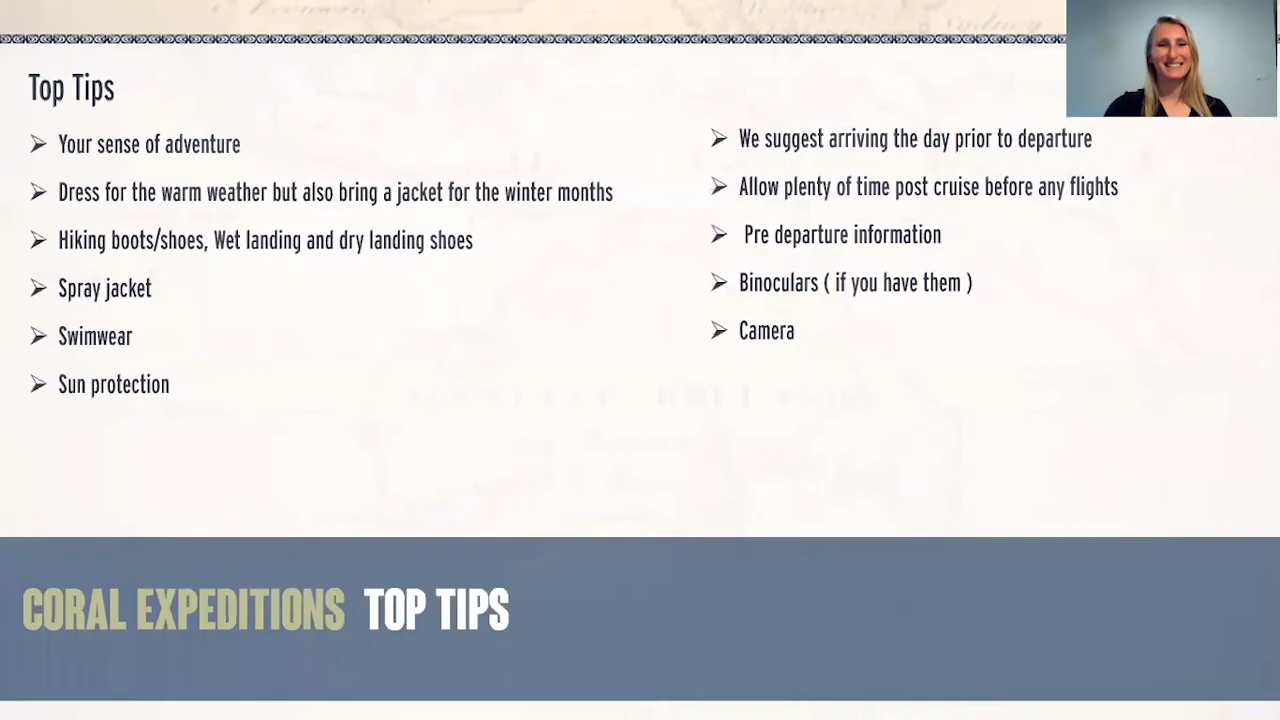 Top Tips
Your sense of adventure
Dress for the warm weather but also bring a jacket for the winter months
Hiking boots/shoes, Wet landing and dry landing shoes
Spray jacket
Swimwear
Sun protection
We suggest arriving the day prior to departure
Allow plenty of time post cruise before any flights
Pre departure information
Binoculars ( if you have them )
Camera
CORAL EXPEDITIONS TOP TIPS